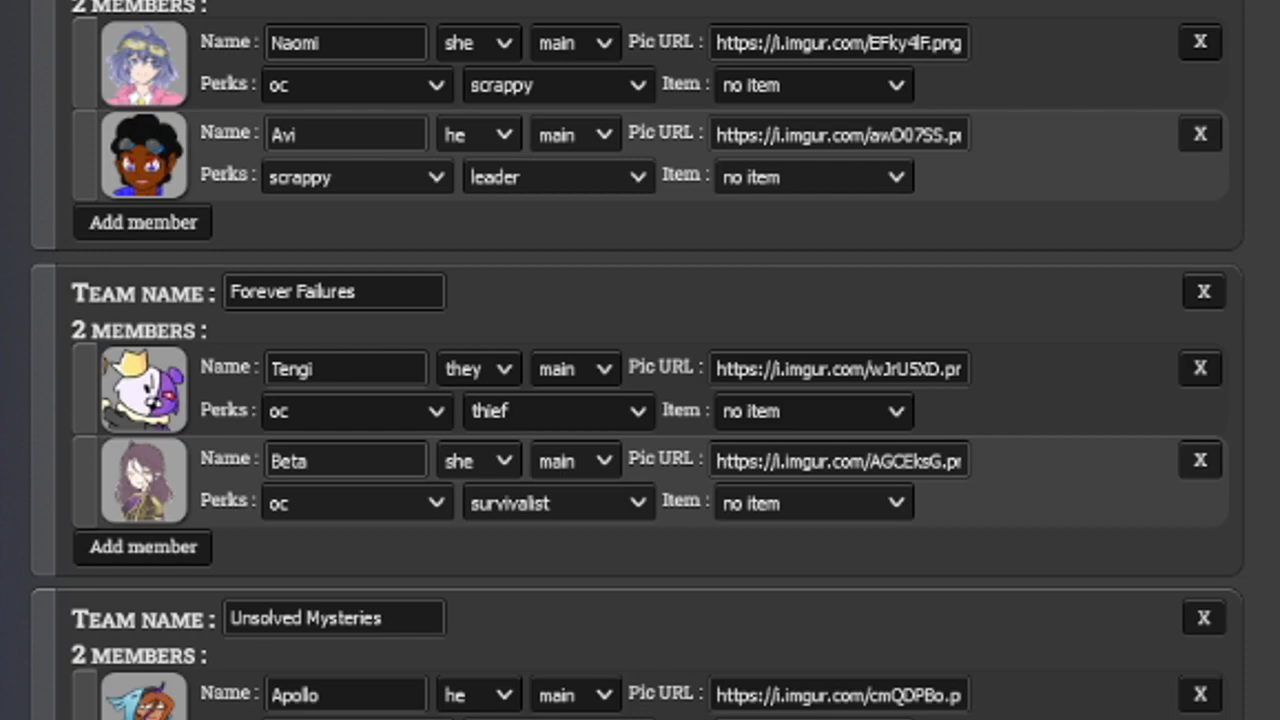 2 MEMBERS :
Name : Naomi she main Pic URL : https://i.imgur.com/EFky4lF.png X
Perks : oc scrappy Item : no item
Name : Avi he main Pic URL : https://i.imgur.com/awD07SS.pr X
Perks : scrappy leader Item : no item
Add member
TEAM NAME : Forever Failures X
2 MEMBERS :
Name : Tengi they main Pic URL : https://i.imgur.com/wJrU5XD.pr X
Perks : oc thief Item : no item
Name : Beta she main Pic URL : https://i.imgur.com/AGCEksG.pr X
Perks : oc survivalist Item : no item
Add member
TEAM NAME : Unsolved Mysteries X
2 MEMBERS :
Name : Apollo he main Pic URL : https://i.imgur.com/cmQDPBo.p X